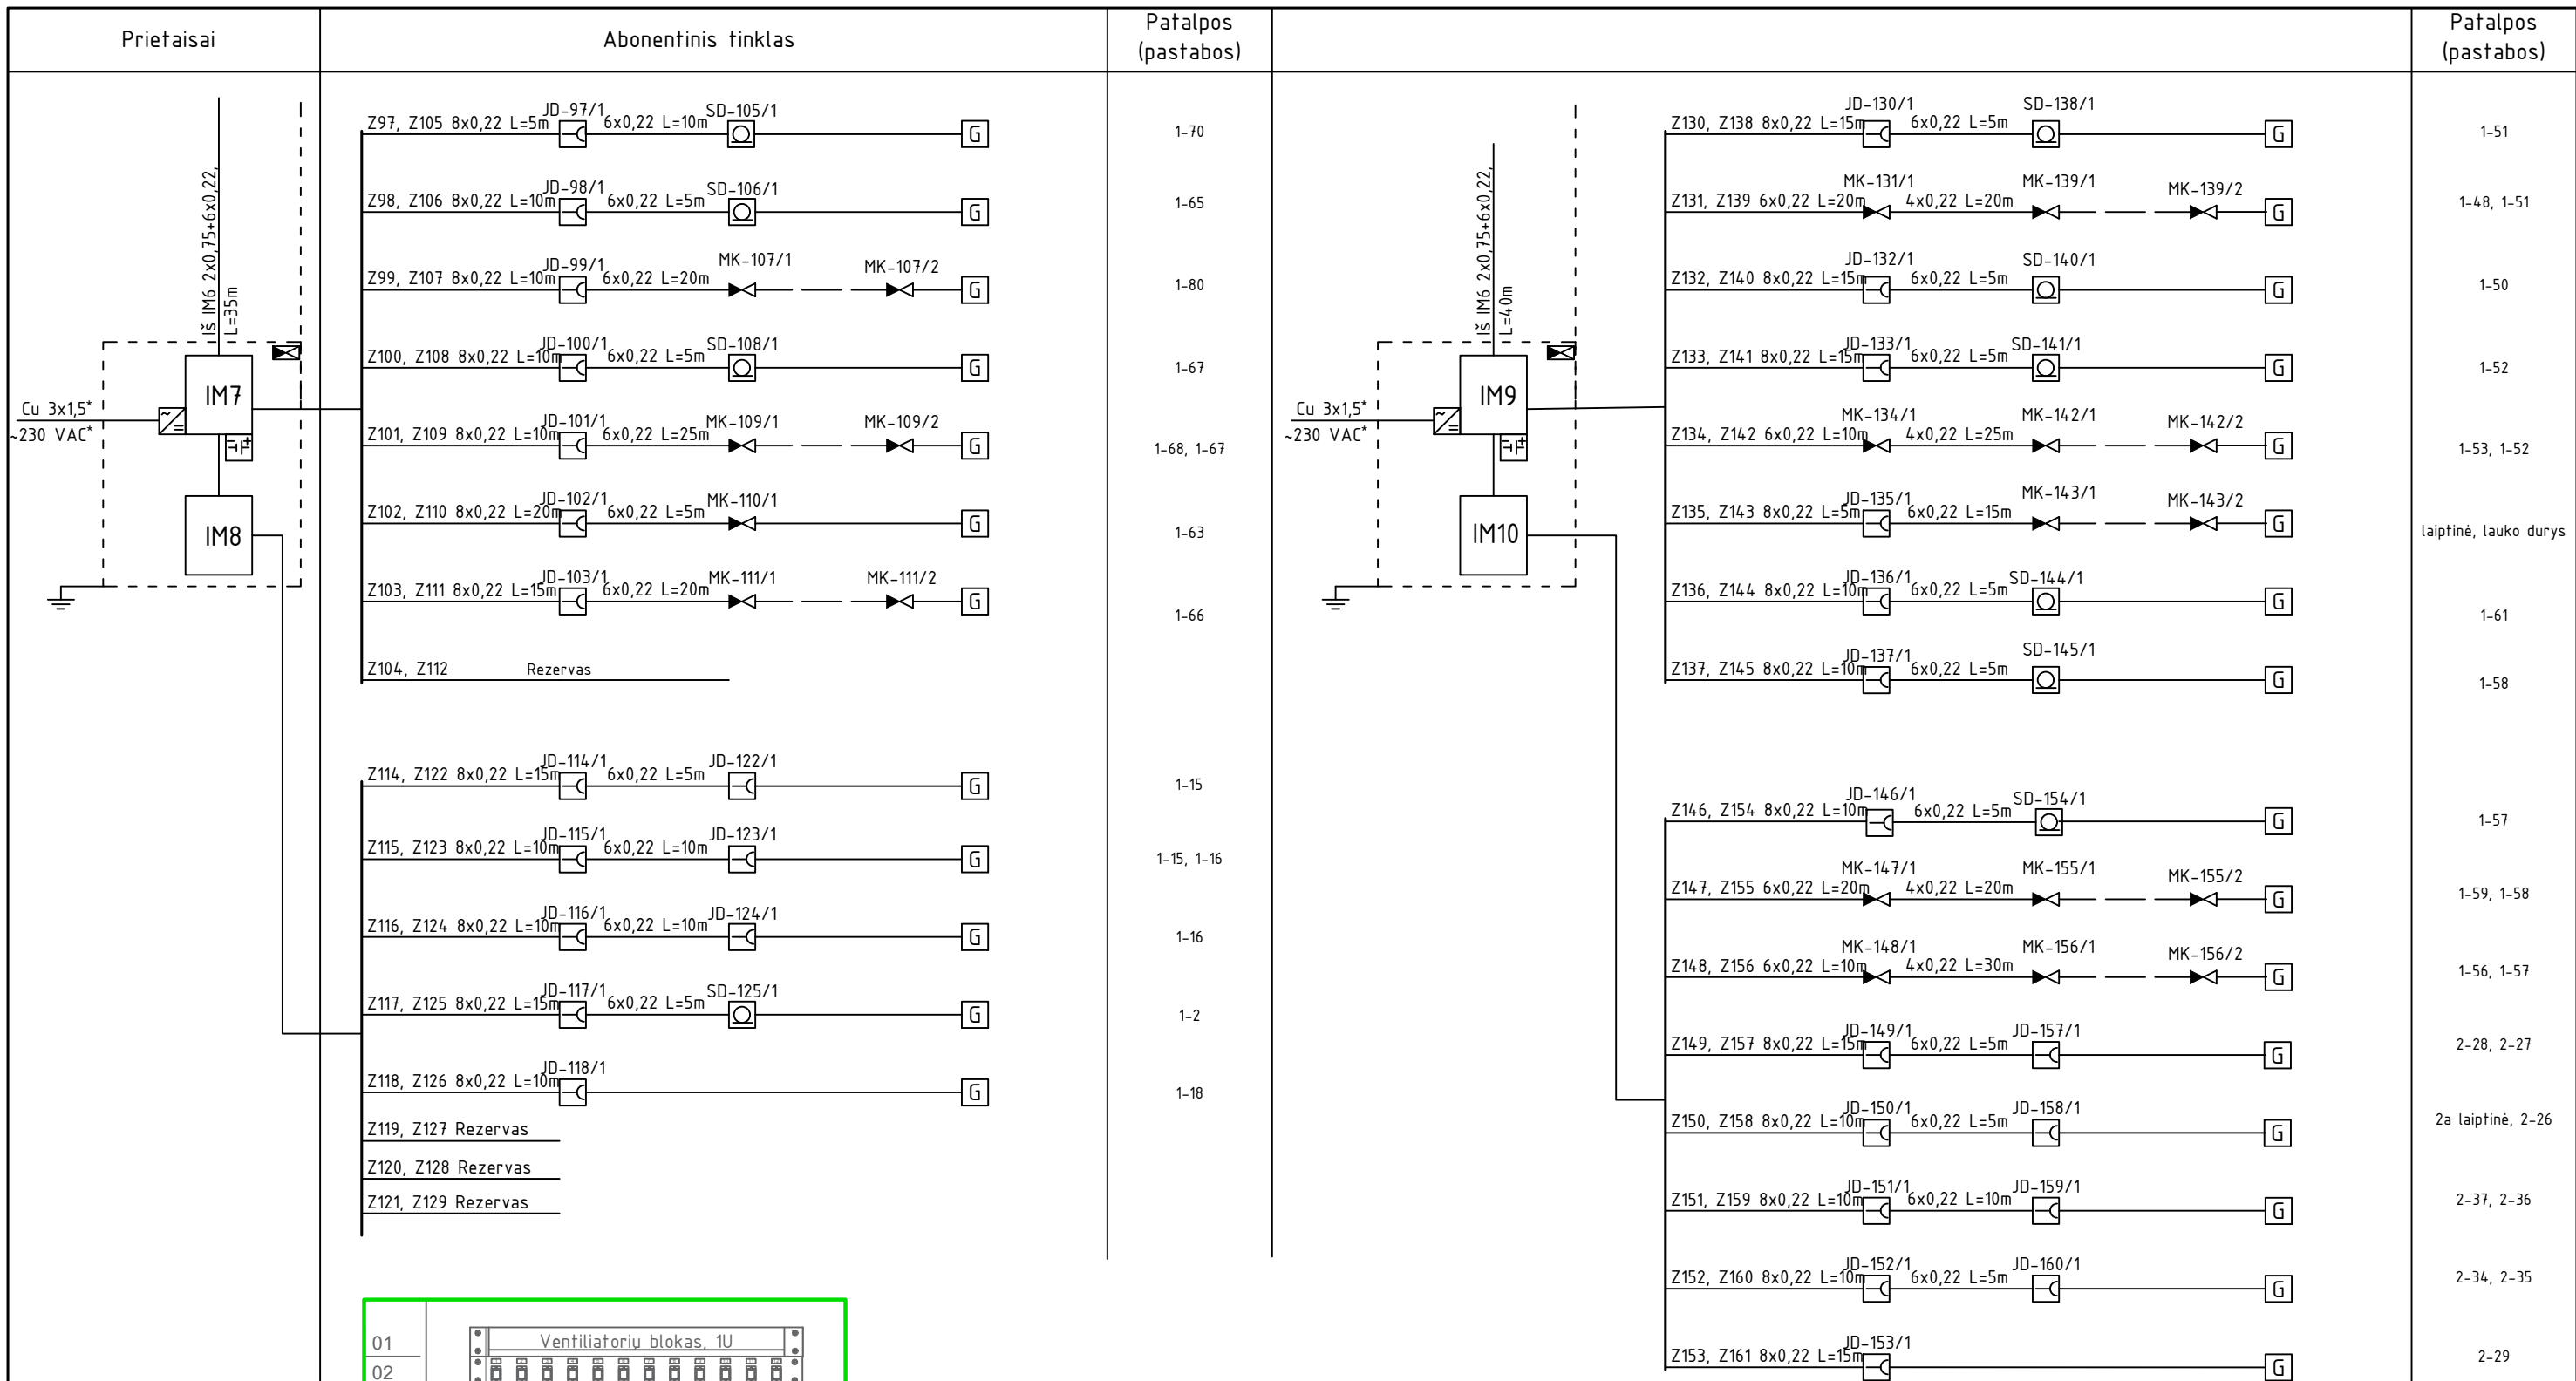 Prietaisai
Abonentinis tinklas
Patalpos
(pastabos)
Patalpos
(pastabos)
Iš IM6 2x0,75+6x0,22,
L=35m
IM7
Cu 3x1,5*
~230 VAC*
IM8
Z97, Z105 8x0,22 L=5m JD-97/1 6x0,22 L=10m SD-105/1 G 1-70
Z98, Z106 8x0,22 L=10m JD-98/1 6x0,22 L=5m SD-106/1 G 1-65
Z99, Z107 8x0,22 L=10m JD-99/1 6x0,22 L=20m MK-107/1 MK-107/2 G 1-80
Z100, Z108 8x0,22 L=10m JD-100/1 6x0,22 L=5m SD-108/1 G 1-67
Z101, Z109 8x0,22 L=10m JD-101/1 6x0,22 L=25m MK-109/1 MK-109/2 G 1-68, 1-67
Z102, Z110 8x0,22 L=20m JD-102/1 6x0,22 L=5m MK-110/1 G 1-63
Z103, Z111 8x0,22 L=15m JD-103/1 6x0,22 L=20m MK-111/1 MK-111/2 G 1-66
Z104, Z112 Rezervas
Z114, Z122 8x0,22 L=15m JD-114/1 6x0,22 L=5m JD-122/1 G 1-15
Z115, Z123 8x0,22 L=10m JD-115/1 6x0,22 L=10m JD-123/1 G 1-15, 1-16
Z116, Z124 8x0,22 L=10m JD-116/1 6x0,22 L=10m JD-124/1 G 1-16
Z117, Z125 8x0,22 L=15m JD-117/1 6x0,22 L=5m SD-125/1 G 1-2
Z118, Z126 8x0,22 L=10m JD-118/1 G 1-18
Z119, Z127 Rezervas
Z120, Z128 Rezervas
Z121, Z129 Rezervas
01
02
Ventiliatorių blokas, 1U
Iš IM6 2x0,75+6x0,22,
L=40m
IM9
Cu 3x1,5*
~230 VAC*
IM10
Z130, Z138 8x0,22 L=15m JD-130/1 6x0,22 L=5m SD-138/1 G 1-51
Z131, Z139 6x0,22 L=20m MK-131/1 4x0,22 L=20m MK-139/1 MK-139/2 G 1-48, 1-51
Z132, Z140 8x0,22 L=15m JD-132/1 6x0,22 L=5m SD-140/1 G 1-50
Z133, Z141 8x0,22 L=15m JD-133/1 6x0,22 L=5m SD-141/1 G 1-52
Z134, Z142 6x0,22 L=10m MK-134/1 4x0,22 L=25m MK-142/1 MK-142/2 G 1-53, 1-52
Z135, Z143 8x0,22 L=5m JD-135/1 6x0,22 L=15m MK-143/1 MK-143/2 G laiptinė, lauko durys
Z136, Z144 8x0,22 L=10m JD-136/1 6x0,22 L=5m SD-144/1 G 1-61
Z137, Z145 8x0,22 L=10m JD-137/1 6x0,22 L=5m SD-145/1 G 1-58
Z146, Z154 8x0,22 L=10m JD-146/1 6x0,22 L=5m SD-154/1 G 1-57
Z147, Z155 6x0,22 L=20m MK-147/1 4x0,22 L=20m MK-155/1 MK-155/2 G 1-59, 1-58
Z148, Z156 6x0,22 L=10m MK-148/1 4x0,22 L=30m MK-156/1 MK-156/2 G 1-56, 1-57
Z149, Z157 8x0,22 L=15m JD-149/1 6x0,22 L=5m JD-157/1 G 2-28, 2-27
Z150, Z158 8x0,22 L=10m JD-150/1 6x0,22 L=5m JD-158/1 G 2a laiptinė, 2-26
Z151, Z159 8x0,22 L=10m JD-151/1 6x0,22 L=10m JD-159/1 G 2-37, 2-36
Z152, Z160 8x0,22 L=10m JD-152/1 6x0,22 L=5m JD-160/1 G 2-34, 2-35
Z153, Z161 8x0,22 L=15m JD-153/1 G 2-29